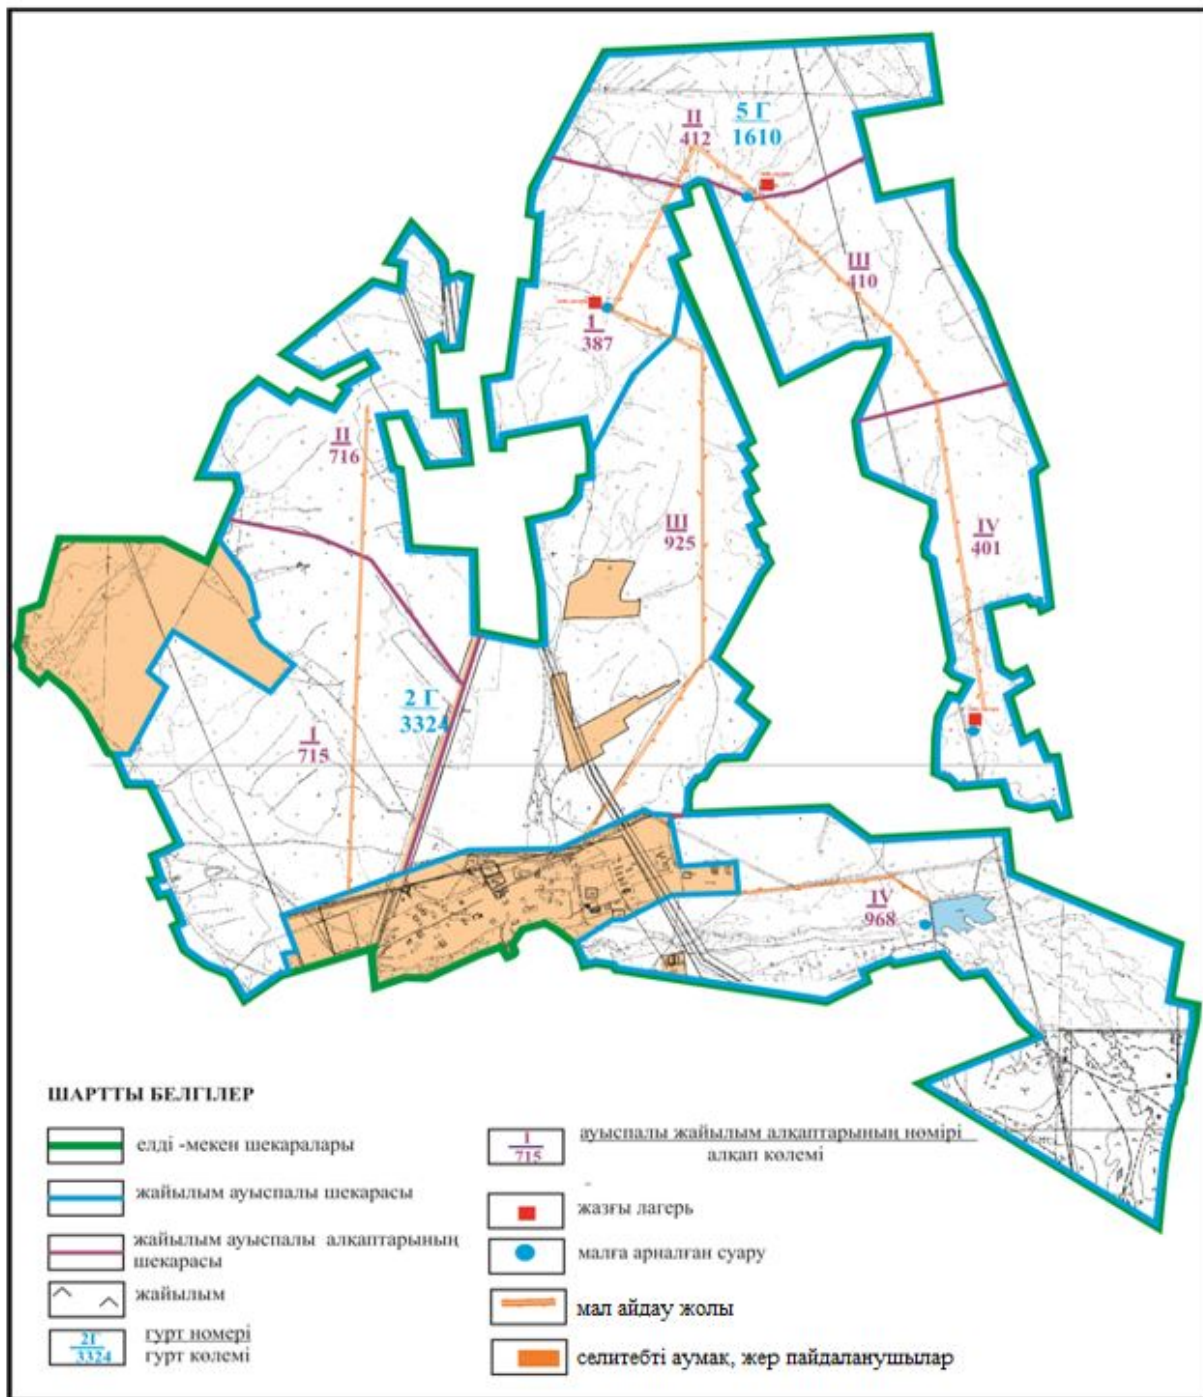 II
412
5 Г
1610
III
410
I
387
II
716
III
925
IV
401
2 Г
3324
I
715
IV
968
ШАРТТЫ БЕЛГІЛЕР
елді -мекен шекаралары
жайылым ауыспалы шекарасы
жайылым ауыспалы алқаптарының
шекарасы
жайылым
2Г
3324
гурт номері
гурт көлемі
I
715
ауыспалы жайылым алқаптарының номірі
алқап көлемі
жазғы лагерь
малға арналған суару
мал айдау жолы
селитебті аумақ, жер пайдаланушылар